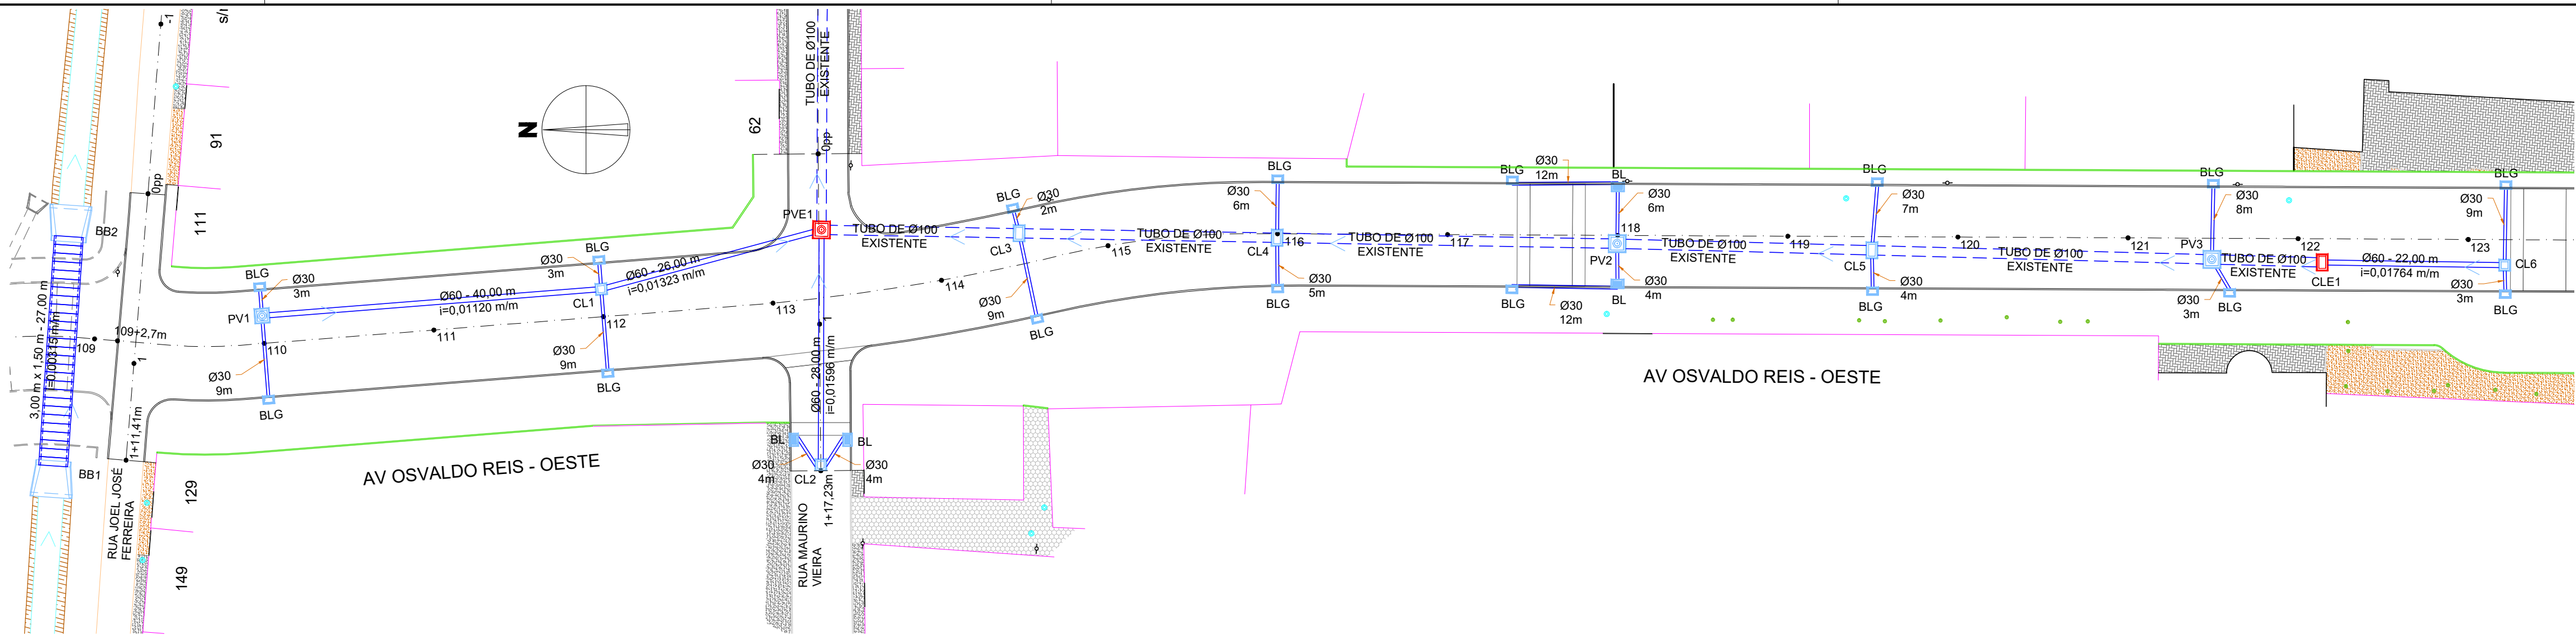 s/n
-1
91
111
0pp
BB2
109+2,7m
109
3,00 m x 1,50 m - 27,00 m
i=0,00315 m/m
1
1+11,41m
BB1
RUA JOEL JOSÉ
FERREIRA
129
149
N
BLG
Ø30
3m
PV1
110
Ø30
9m
BLG
Ø60 - 40,00 m
i=0,01120 m/m
111
BLG
Ø30
3m
CL1
112
Ø30
9m
BLG
Ø60 - 26,00 m
i=0,01323 m/m
AV OSVALDO REIS - OESTE
62
TUBO DE Ø100
EXISTENTE
0pp
PVE1
113
1
Ø60 - 28,00 m
i=0,01596 m/m
BL
BL
Ø30
4m
CL2
Ø30
4m
1+17,23m
RUA MAURINO
VIEIRA
TUBO DE Ø100
EXISTENTE
114
BLG
Ø30
2m
CL3
Ø30
9m
BLG
115
TUBO DE Ø100
EXISTENTE
BLG
Ø30
6m
116
CL4
Ø30
5m
BLG
TUBO DE Ø100
EXISTENTE
117
BLG
Ø30
12m
BL
Ø30
6m
118
PV2
BLG
Ø30
12m
BL
Ø30
4m
TUBO DE Ø100
EXISTENTE
119
BLG
Ø30
7m
CL5
Ø30
4m
BLG
AV OSVALDO REIS - OESTE
120
TUBO DE Ø100
EXISTENTE
121
BLG
Ø30
8m
PV3
Ø30
3m
BLG
TUBO DE Ø100
EXISTENTE
122
CLE1
Ø60 - 22,00 m
i=0,01764 m/m
123
BLG
Ø30
9m
CL6
Ø30
3m
BLG